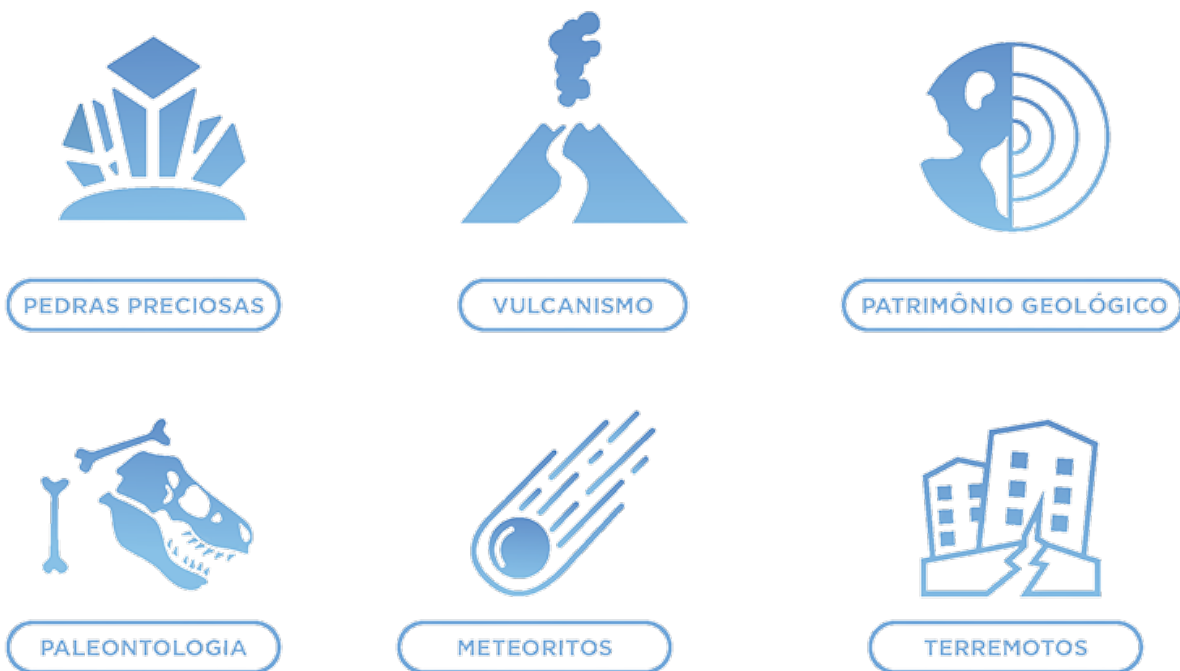 PEDRAS PRECIOSAS
VULCANISMO
PATRIMÔNIO GEOLÓGICO
PALEONTOLOGIA
METEORITOS
TERREMOTOS